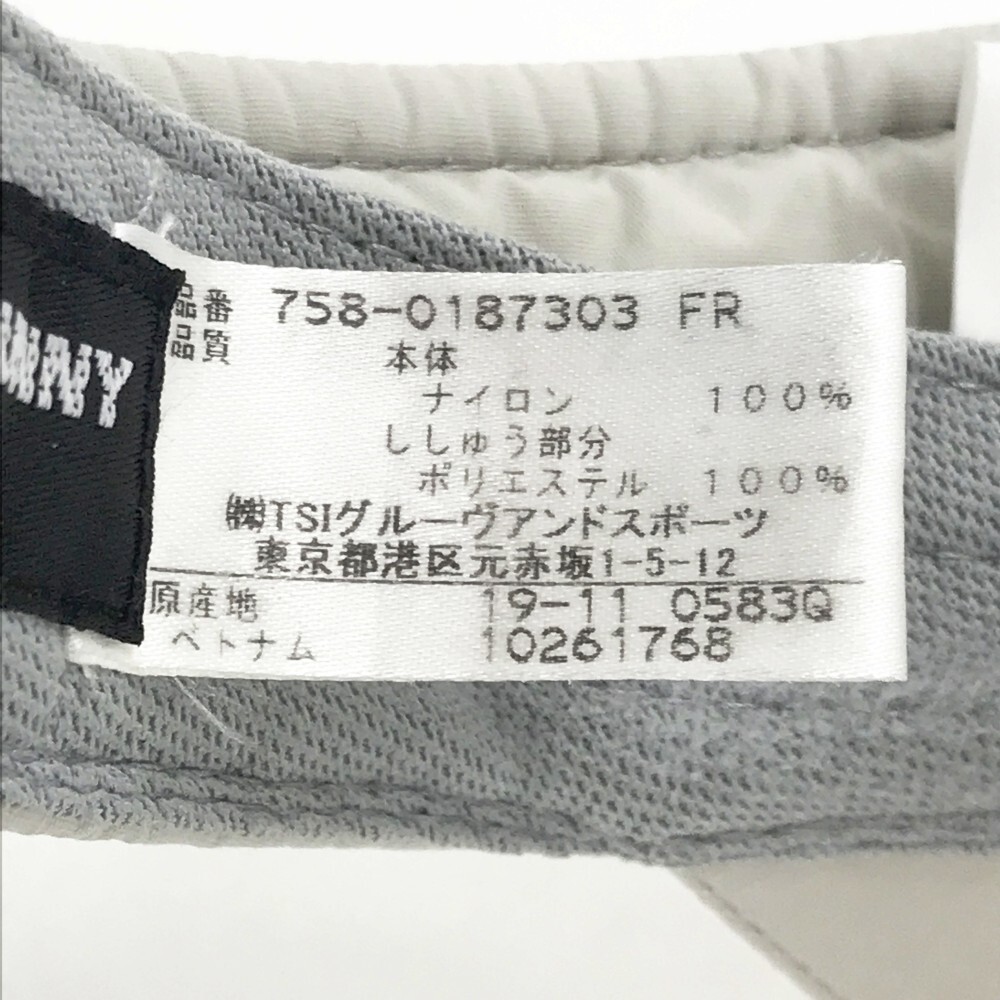 品番 758-0187303 FR
品質
本体
ナイロン 100%
ししゅう部分
ポリエステル 100%
㈱TSIグルーヴアンドスポーツ
東京都港区元赤坂1-5-12
原産地 19-11 0583Q
ベトナム 10261768